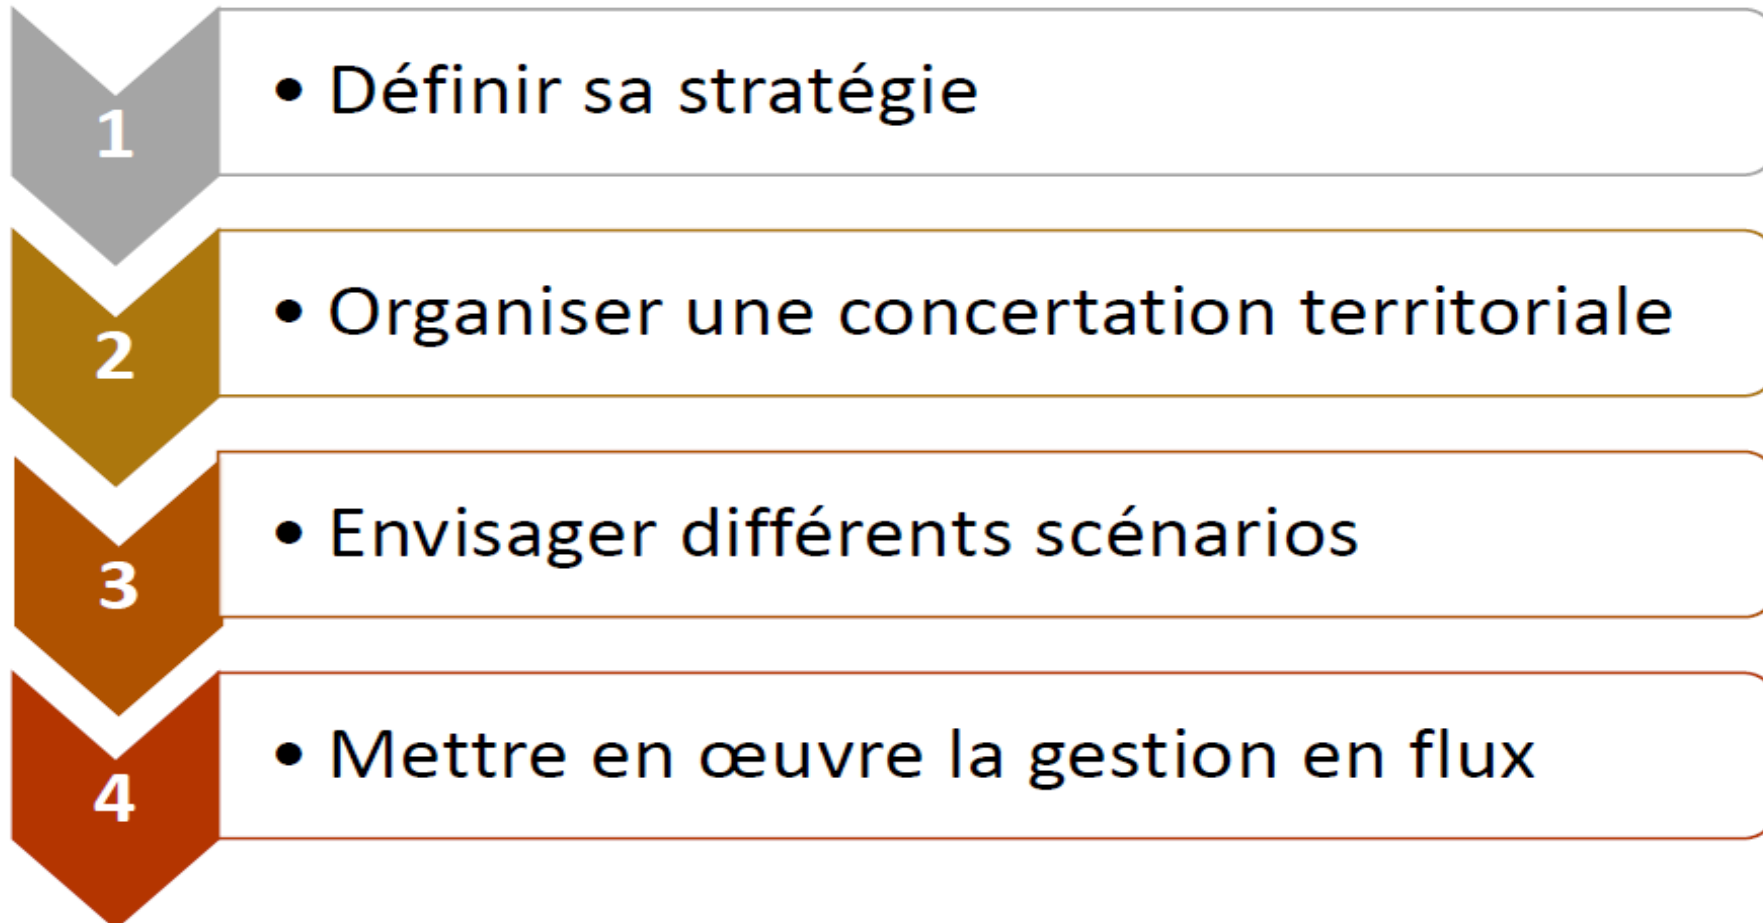 1
• Définir sa stratégie
2
• Organiser une concertation territoriale
3
• Envisager différents scénarios
4
• Mettre en œuvre la gestion en flux